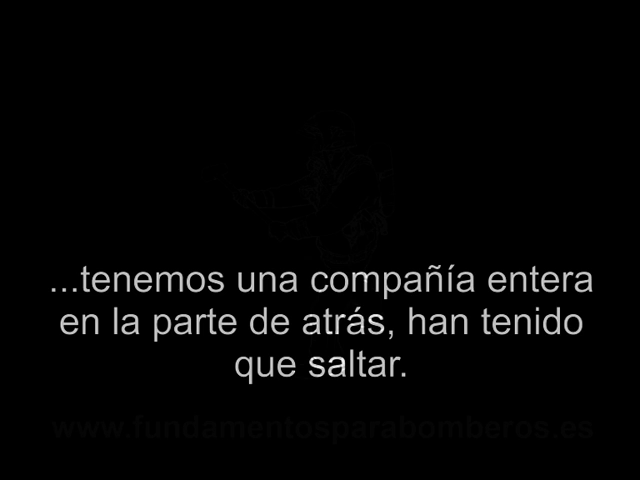 ...tenemos una compañía entera
en la parte de atrás, han tenido
que saltar.
www.fundamentosparabomberos.es